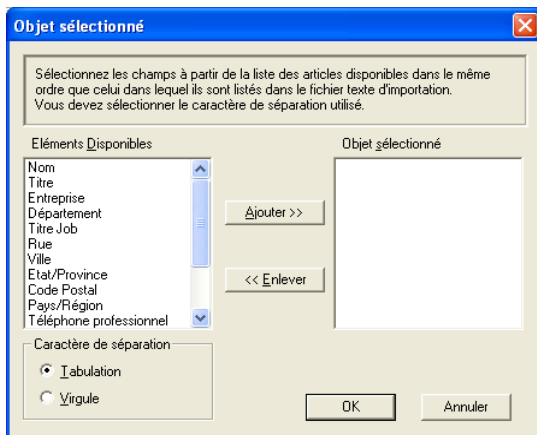 Objet sélectionné
Sélectionnez les champs à partir de la liste des articles disponibles dans le même
ordre que celui dans lequel ils sont listés dans le fichier texte d'importation.
Vous devez sélectionner le caractère de séparation utilisé.
Eléments Disponibles
Objet sélectionné
Nom
Titre
Entreprise
Département
Titre Job
Rue
Ville
Etat/Province
Code Postal
Pays/Région
Téléphone professionnel
Ajouter >>
<< Enlever
Caractère de séparation
Tabulation
Virgule
OK
Annuler